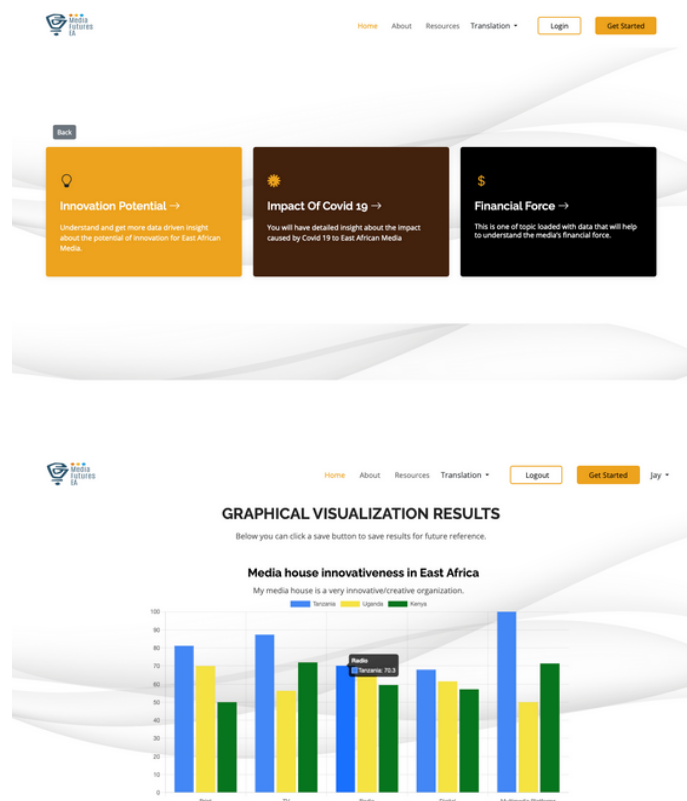 Media
Futures
EA
Home About Resources Translation Login Get Started
Back
Innovation Potential →
Understand and get more data driven insight
about the potential of innovation for East African
Media.
Impact Of Covid 19 →
You will have detailed insight about the impact
caused by Covid 19 to East African Media
$
Financial Force →
This is one of topic loaded with data that will help
to understand the media's financial force.
Media
Futures
EA
Home About Resources Translation Logout Get Started Jay
GRAPHICAL VISUALIZATION RESULTS
Below you can click a save button to save results for future reference.
Media house innovativeness in East Africa
My media house is a very innovative/creative organization.
Tanzania Uganda Kenya
100
90
80
70
60
50
40
30
20
10
0
Radio
Tanzania: 70.3
Print TV Radio Digital Multimedia Platforms